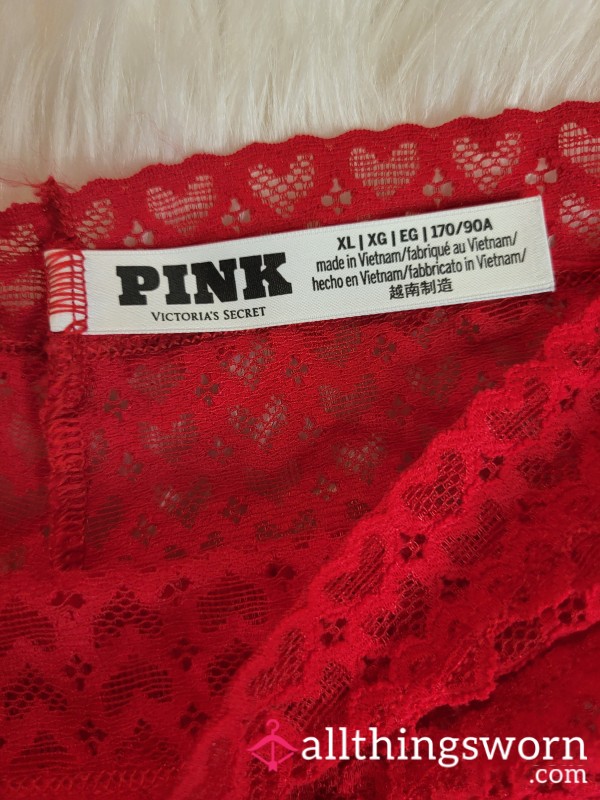 PINK
VICTORIA'S SECRET
XL | XG | EG | 170/90A
made in Vietnam/fabriqué au Vietnam/
hecho en Vietnam/fabbricato in Vietnam/
越南制造
allthingsworn
.com